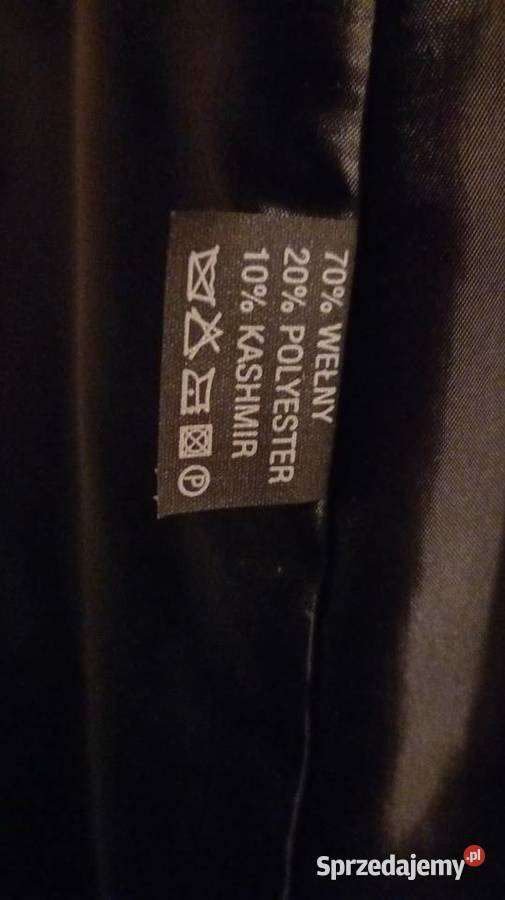 70% WEŁNY
20% POLYESTER
10% KASHMIR
P
Sprzedajemy.pl